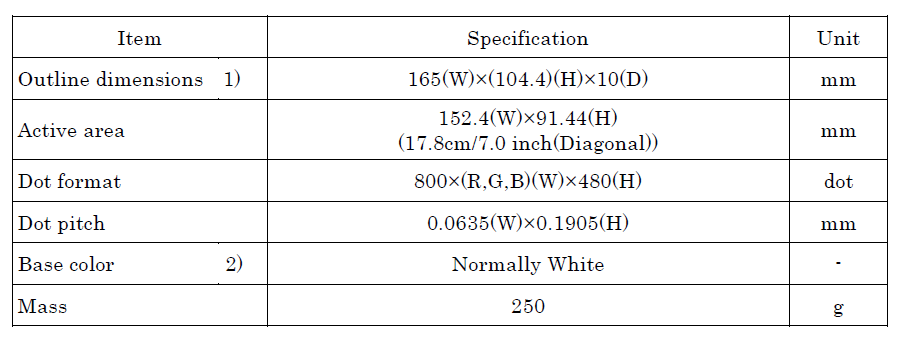 Item Specification Unit
Outline dimensions 1) 165(W)×(104.4)(H)×10(D) mm
Active area 152.4(W)×91.44(H) mm
(17.8cm/7.0 inch(Diagonal))
Dot format 800×(R,G,B)(W)×480(H) dot
Dot pitch 0.0635(W)×0.1905(H) mm
Base color 2) Normally White -
Mass 250 g